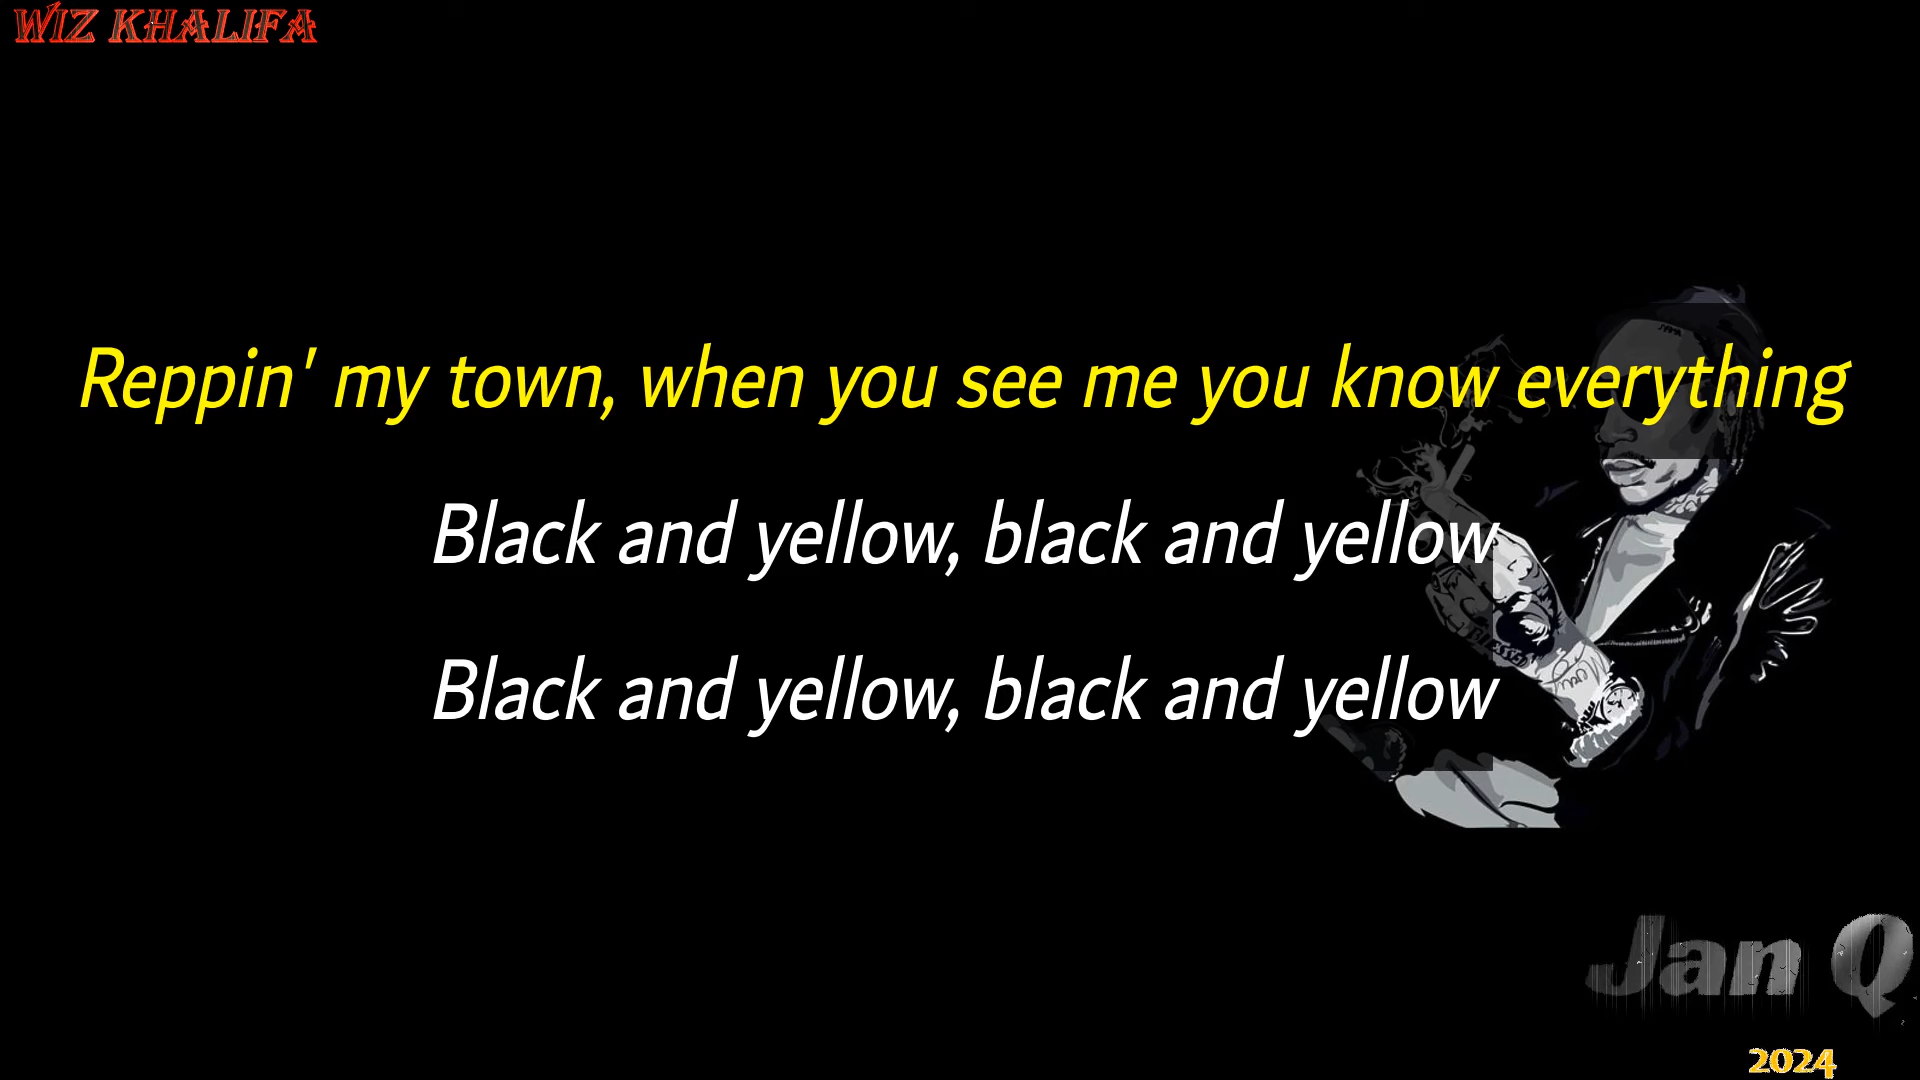 WIZ KHALIFA
Reppin' my town, when you see me you know everything
Black and yellow, black and yellow
Black and yellow, black and yellow
Jan Q
2024